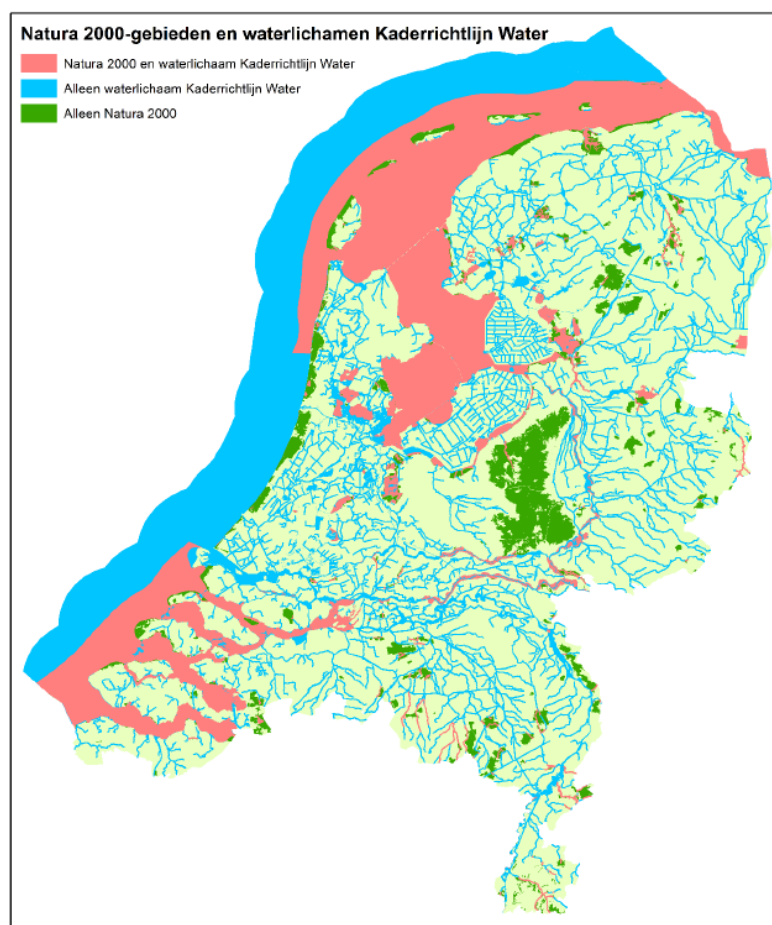 Natura 2000-gebieden en waterlichamen Kaderrichtlijn Water
Natura 2000 en waterlichaam Kaderrichtlijn Water
Alleen waterlichaam Kaderrichtlijn Water
Alleen Natura 2000